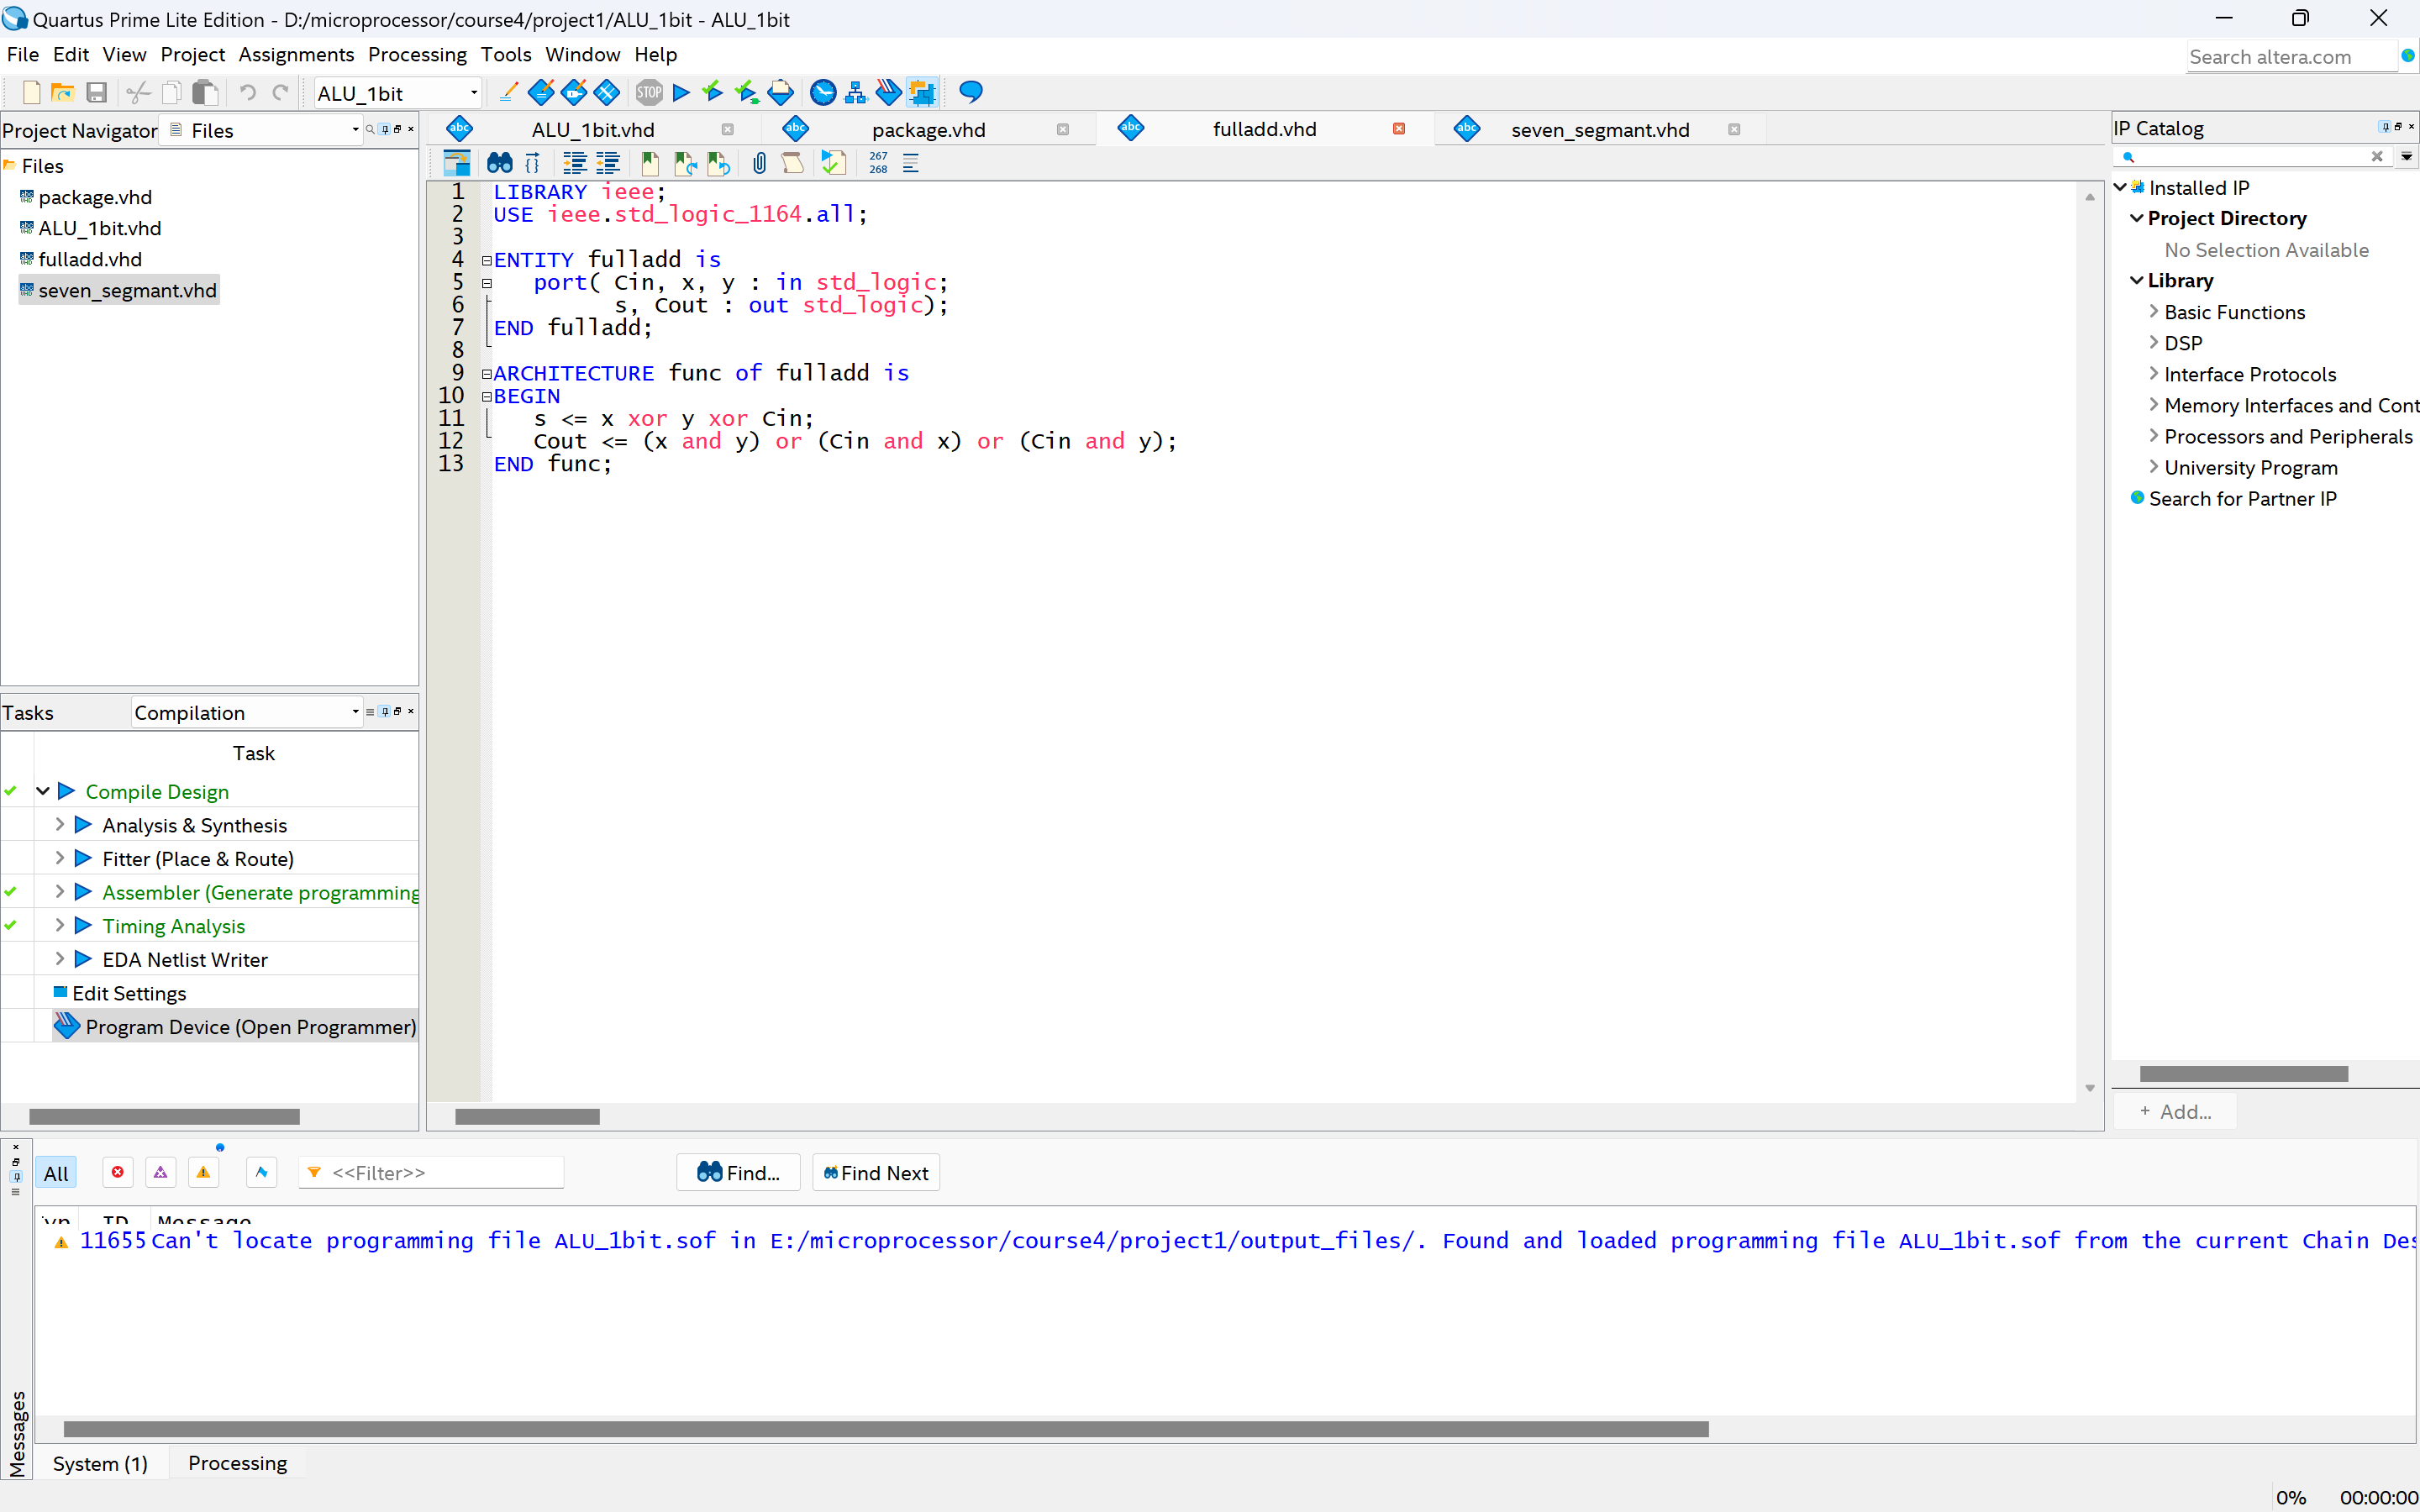 Quartus Prime Lite Edition - D:/microprocessor/course4/project1/ALU_1bit - ALU_1bit
File Edit View Project Assignments Processing Tools Window Help
Search altera.com
ALU_1bit
STOP
Project Navigator Files
Files
package.vhd
ALU_1bit.vhd
fulladd.vhd
seven_segmant.vhd
abc ALU_1bit.vhd
abc package.vhd
abc fulladd.vhd
abc seven_segmant.vhd
267
268
1 LIBRARY ieee;
2 USE ieee.std_logic_1164.all;
3
4 ENTITY fulladd is
5 port( Cin, x, y : in std_logic;
6 s, Cout : out std_logic);
7 END fulladd;
8
9 ARCHITECTURE func of fulladd is
10 BEGIN
11 s <= x xor y xor Cin;
12 Cout <= (x and y) or (Cin and x) or (Cin and y);
13 END func;
IP Catalog
Installed IP
Project Directory
No Selection Available
Library
Basic Functions
DSP
Interface Protocols
Memory Interfaces and Cont
Processors and Peripherals
University Program
Search for Partner IP
+ Add...
Tasks Compilation
Task
Compile Design
Analysis & Synthesis
Fitter (Place & Route)
Assembler (Generate programming
Timing Analysis
EDA Netlist Writer
Edit Settings
Program Device (Open Programmer)
All
<<Filter>>
Find...
Find Next
ID Message
11655 Can't locate programming file ALU_1bit.sof in E:/microprocessor/course4/project1/output_files/. Found and loaded programming file ALU_1bit.sof from the current Chain Des
Messages
System (1) Processing
0% 00:00:00